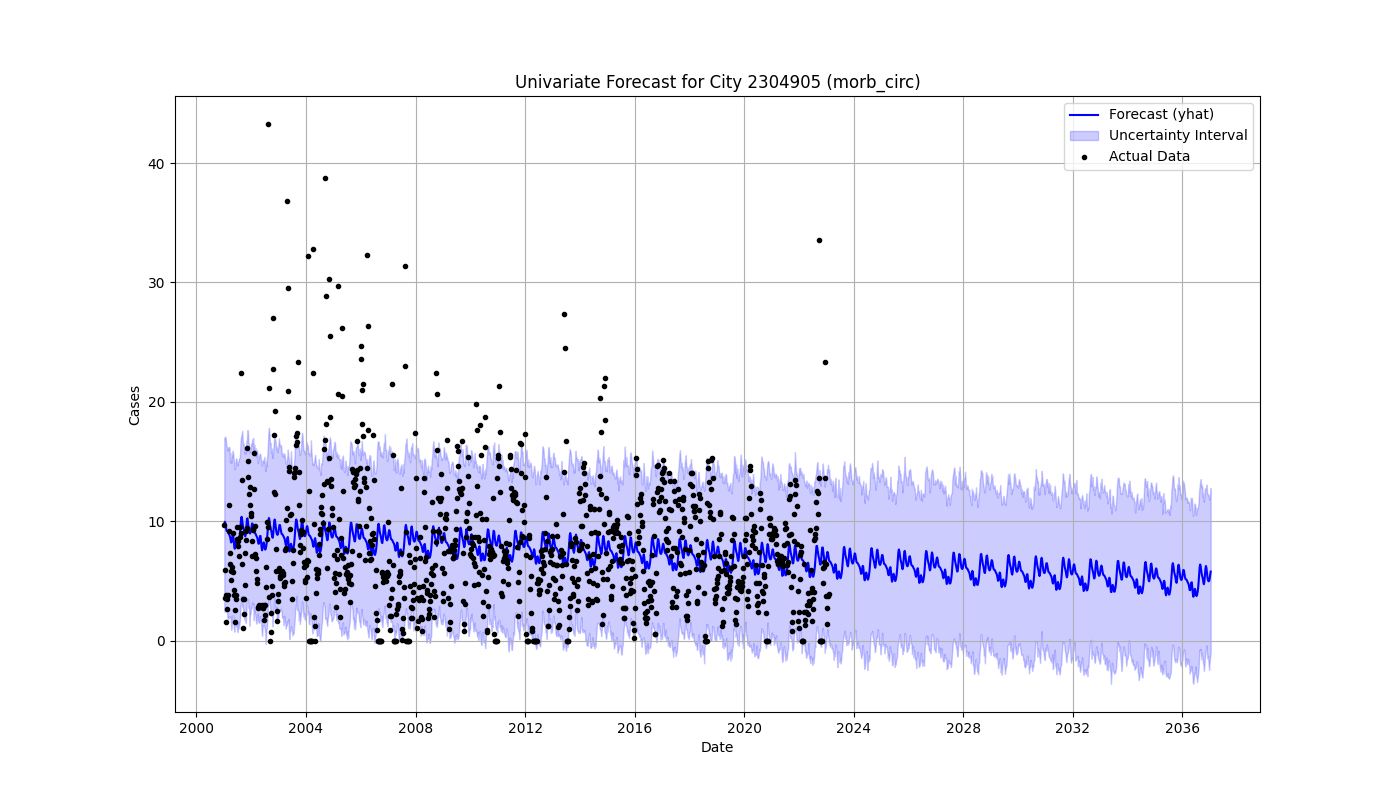 Univariate Forecast for City 2304905 (morb_circ)
Forecast (yhat)
Uncertainty Interval
Actual Data
Cases
40
30
20
10
0
2000 2004 2008 2012 2016 2020 2024 2028 2032 2036
Date